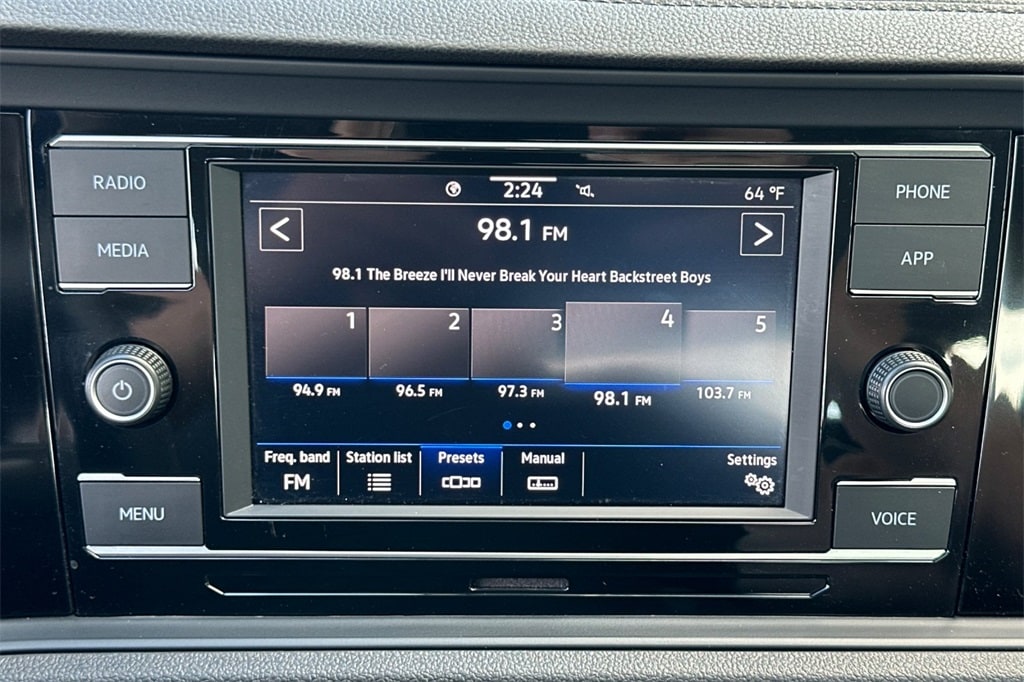 RADIO
MEDIA
MENU
2:24
64 °F
<
98.1 FM
>
98.1 The Breeze I'll Never Break Your Heart Backstreet Boys
1 2 3 4 5
94.9 FM 96.5 FM 97.3 FM 98.1 FM 103.7 FM
Freq. band Station list Presets Manual Settings
FM
PHONE
APP
VOICE